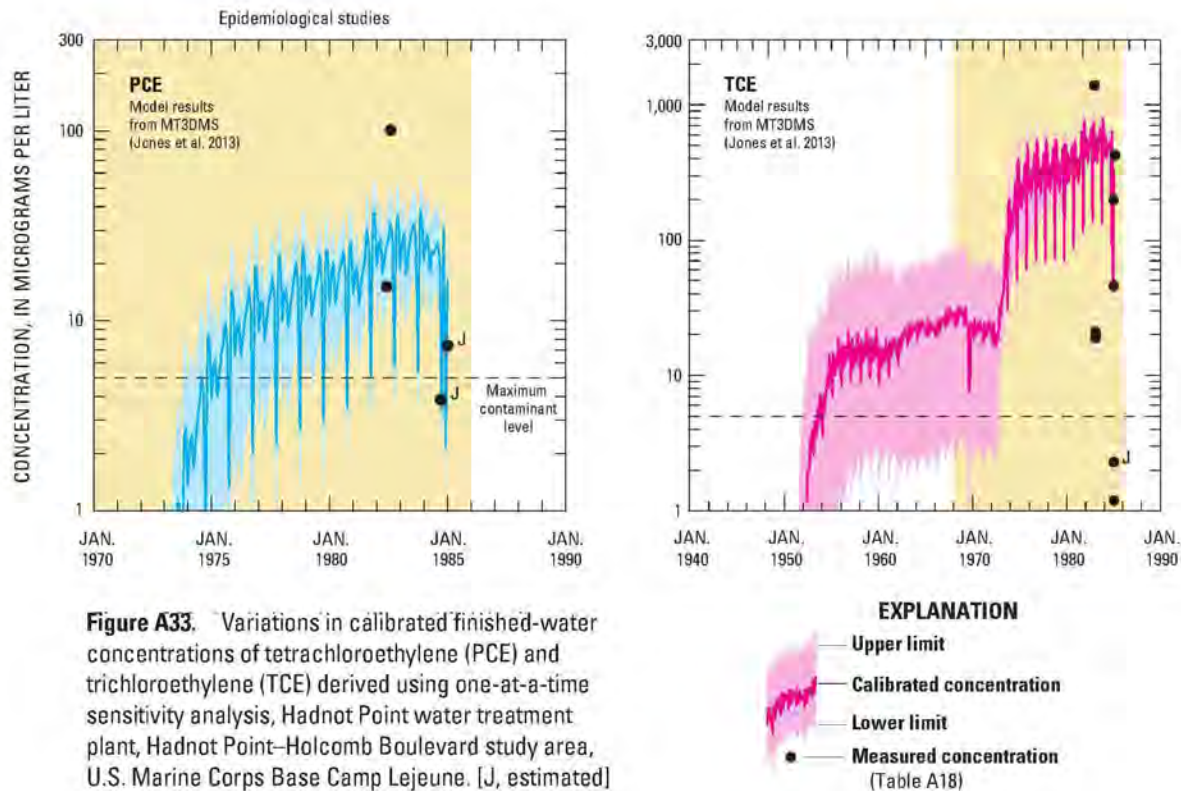 Epidemiological studies
CONCENTRATION, IN MICROGRAMS PER LITER
300
100
10
1
PCE
Model results
from MT3DMS
(Jones et al. 2013)
J
J
Maximum
contaminant
level
JAN.
1970
JAN.
1975
JAN.
1980
JAN.
1985
JAN.
1990
3,000
1,000
100
10
1
TCE
Model results
from MT3DMS
(Jones et al. 2013)
J
JAN.
1940
JAN.
1950
JAN.
1960
JAN.
1970
JAN.
1980
JAN.
1990
Figure A33. Variations in calibrated finished-water
concentrations of tetrachloroethylene (PCE) and
trichloroethylene (TCE) derived using one-at-a-time
sensitivity analysis, Hadnot Point water treatment
plant, Hadnot Point–Holcomb Boulevard study area,
U.S. Marine Corps Base Camp Lejeune. [J, estimated]
EXPLANATION
Upper limit
Calibrated concentration
Lower limit
Measured concentration
(Table A18)